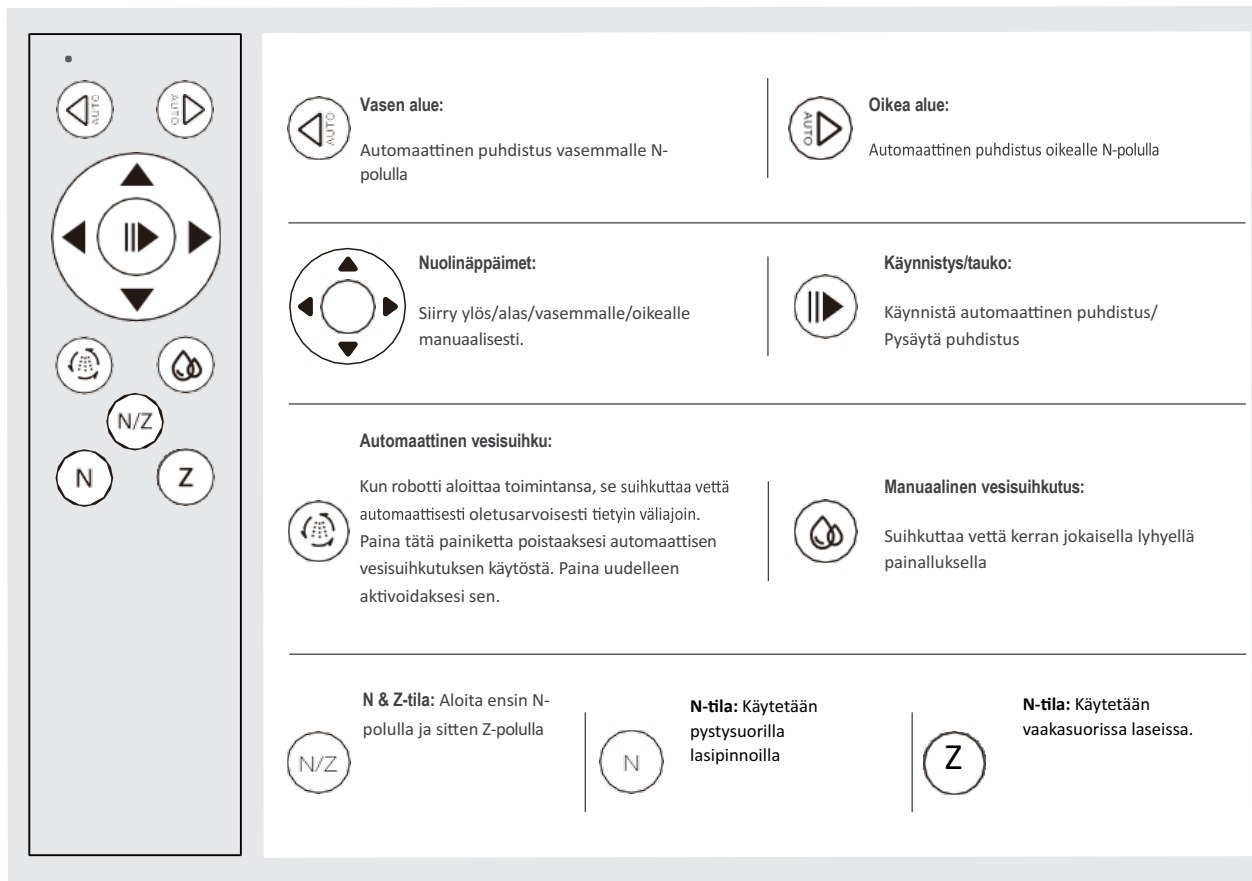 AUTO
AUTO
N/Z
N
Z
AUTO
Vasen alue:
Automaattinen puhdistus vasemmalle N-
polulla
AUTO
Oikea alue:
Automaattinen puhdistus oikealle N-polulla
Nuolinäppäimet:
Siirry ylös/alas/vasemmalle/oikealle
manuaalisesti.
Käynnistys/tauko:
Käynnistä automaattinen puhdistus/
Pysäytä puhdistus
Automaattinen vesisuihku:
Kun robotti aloittaa toimintansa, se suihkuttaa vettä
automaattisesti oletusarvoisesti tietyin väliajoin.
Paina tätä painiketta poistaaksesi automaattisen
vesisuihkutuksen käytöstä. Paina uudelleen
aktivoidaksesi sen.
Manuaalinen vesisuihkutus:
Suihkuttaa vettä kerran jokaisella lyhyellä
painalluksella
N/Z
N & Z-tila: Aloita ensin N-
polulla ja sitten Z-polulla
N
N-tila: Käytetään
pystysuorilla
lasipinnoilla
Z
N-tila: Käytetään
vaakasuorissa laseissa.